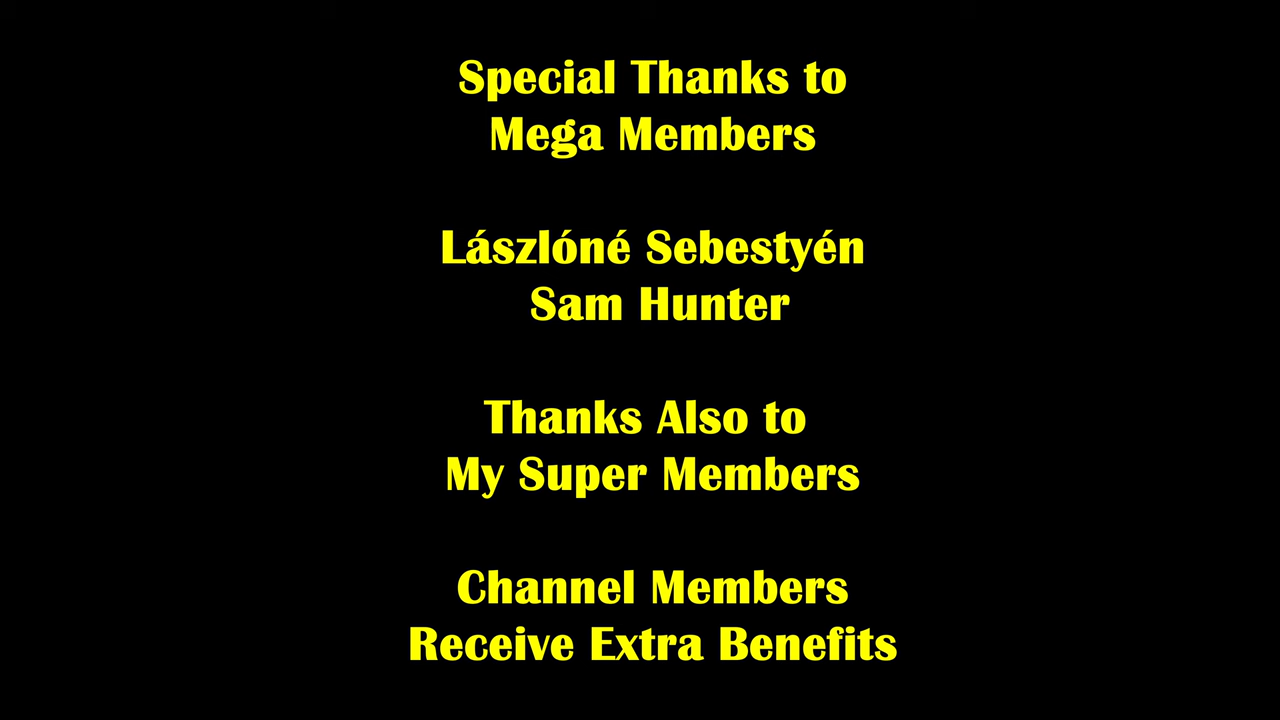 Special Thanks to
Mega Members
Lászlóné Sebestyén
Sam Hunter
Thanks Also to
My Super Members
Channel Members
Receive Extra Benefits